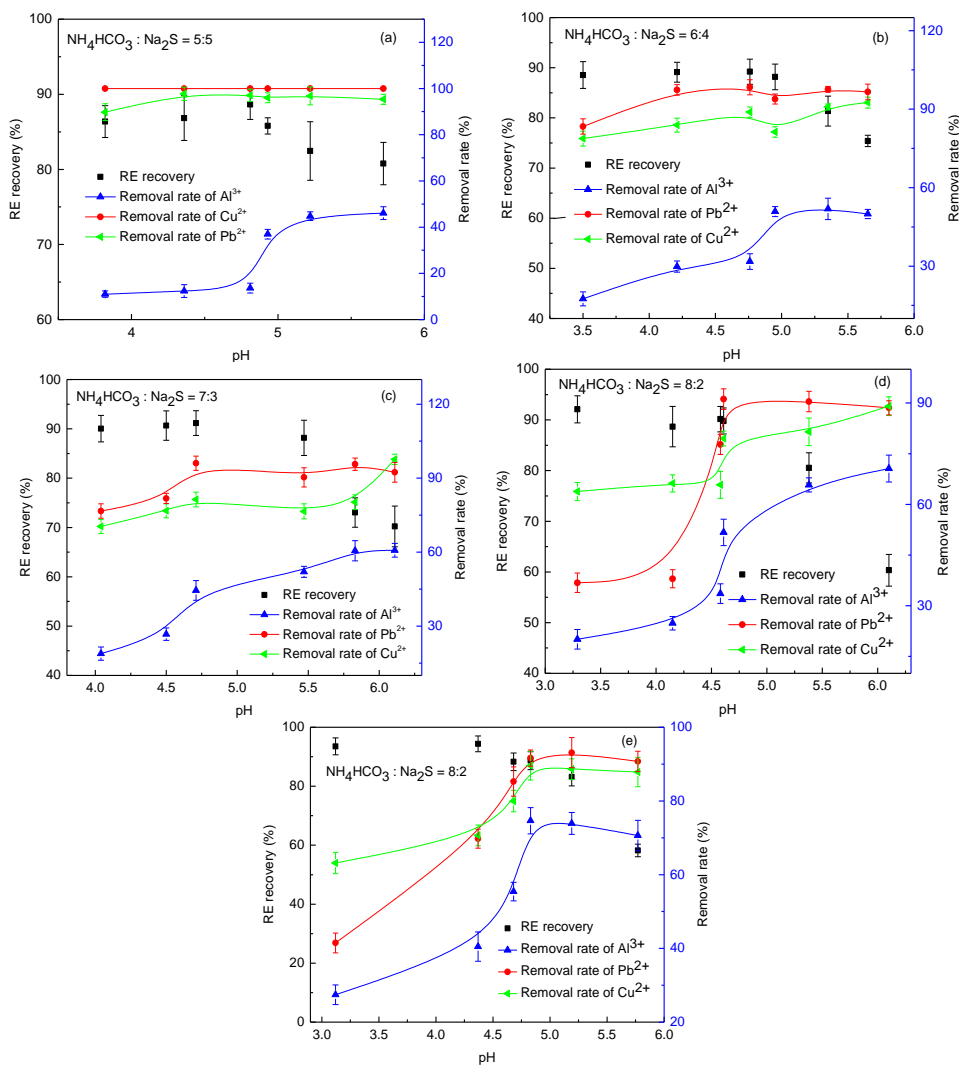 NH₄HCO₃ : Na₂S = 5:5
(a)
100
90
80
70
60
RE recovery (%)
120
100
80
60
40
20
0
Removal rate (%)
RE recovery
Removal rate of Al³⁺
Removal rate of Cu²⁺
Removal rate of Pb²⁺
4
5
6
pH
NH₄HCO₃ : Na₂S = 6:4
(b)
100
90
80
70
60
50
40
RE recovery (%)
120
90
60
30
Removal rate (%)
RE recovery
Removal rate of Al³⁺
Removal rate of Pb²⁺
Removal rate of Cu²⁺
3.5
4.0
4.5
5.0
5.5
6.0
pH
NH₄HCO₃ : Na₂S = 7:3
(c)
100
90
80
70
60
50
40
RE recovery (%)
120
90
60
30
Removal rate (%)
RE recovery
Removal rate of Al³⁺
Removal rate of Pb²⁺
Removal rate of Cu²⁺
4.0
4.5
5.0
5.5
6.0
pH
NH₄HCO₃ : Na₂S = 8:2
(d)
100
90
80
70
60
50
40
RE recovery (%)
90
60
30
Removal rate (%)
RE recovery
Removal rate of Al³⁺
Removal rate of Pb²⁺
Removal rate of Cu²⁺
3.0
3.5
4.0
4.5
5.0
5.5
6.0
pH
NH₄HCO₃ : Na₂S = 8:2
(e)
100
80
60
40
20
0
RE recovery (%)
100
80
60
40
20
Removal rate (%)
RE recovery
Removal rate of Al³⁺
Removal rate of Pb²⁺
Removal rate of Cu²⁺
3.0
3.5
4.0
4.5
5.0
5.5
6.0
pH